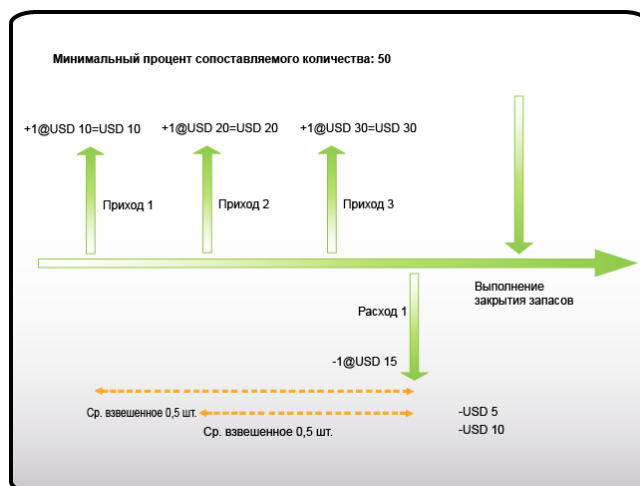 Минимальный процент сопоставляемого количества: 50
+1@USD 10=USD 10
+1@USD 20=USD 20
+1@USD 30=USD 30
Приход 1
Приход 2
Приход 3
Выполнение
закрытия запасов
Расход 1
-1@USD 15
Ср. взвешенное 0,5 шт.
-USD 5
Ср. взвешенное 0,5 шт.
-USD 10